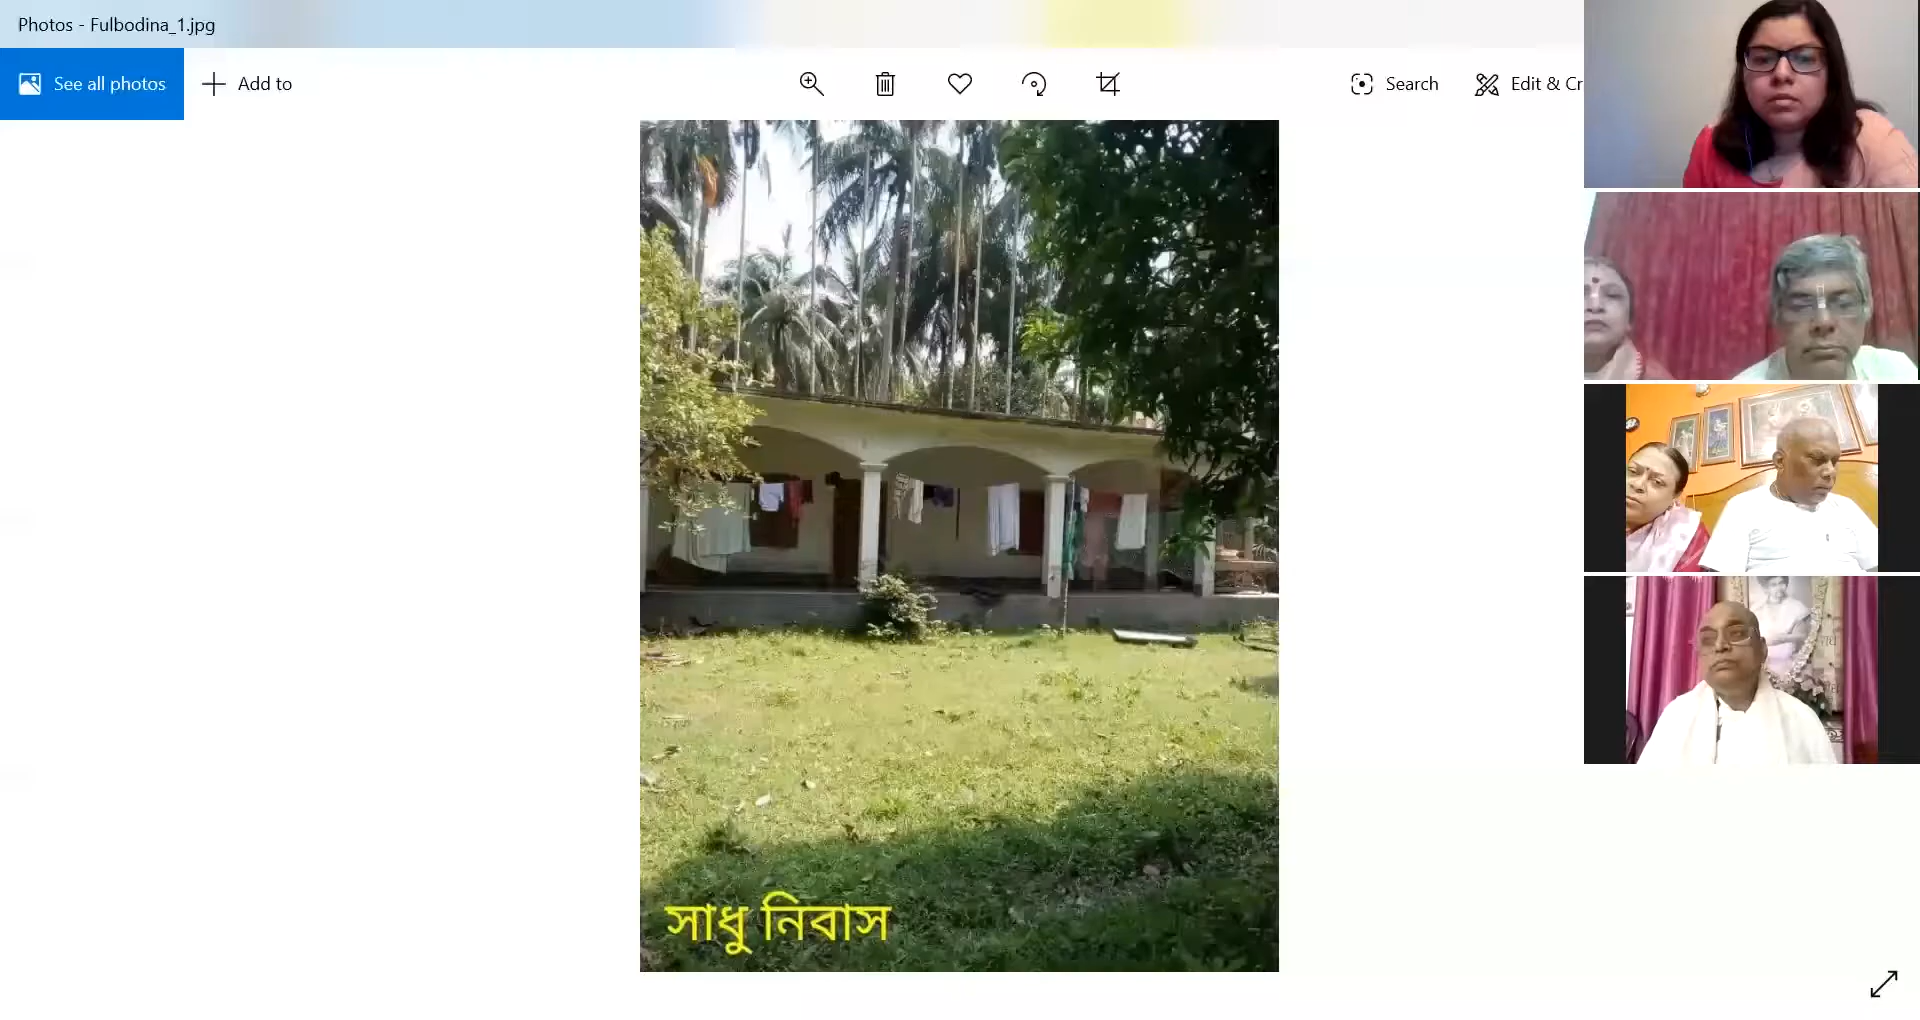 Photos - Fulbodina_1.jpg
See all photos
Add to
Search
Edit & Cr
সাধু নিবাস